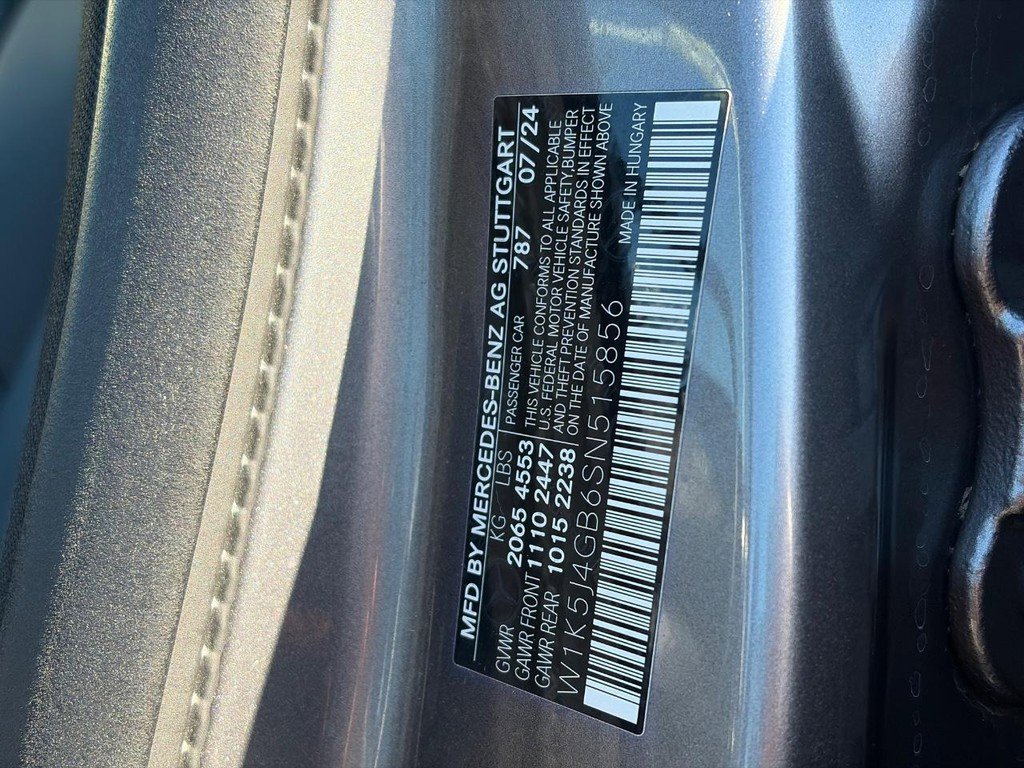 MFD BY MERCEDES-BENZ AG STUTTGART
KG LBS PASSENGER CAR 787 07/24
GVWR 2065 4553 THIS VEHICLE CONFORMS TO ALL APPLICABLE
GAWR FRONT 1110 2447 U.S. FEDERAL MOTOR VEHICLE SAFETY,BUMPER
GAWR REAR 1015 2238 AND THEFT PREVENTION STANDARDS IN EFFECT
ON THE DATE OF MANUFACTURE SHOWN ABOVE
W1K5J4GB6SN515856 MADE IN HUNGARY